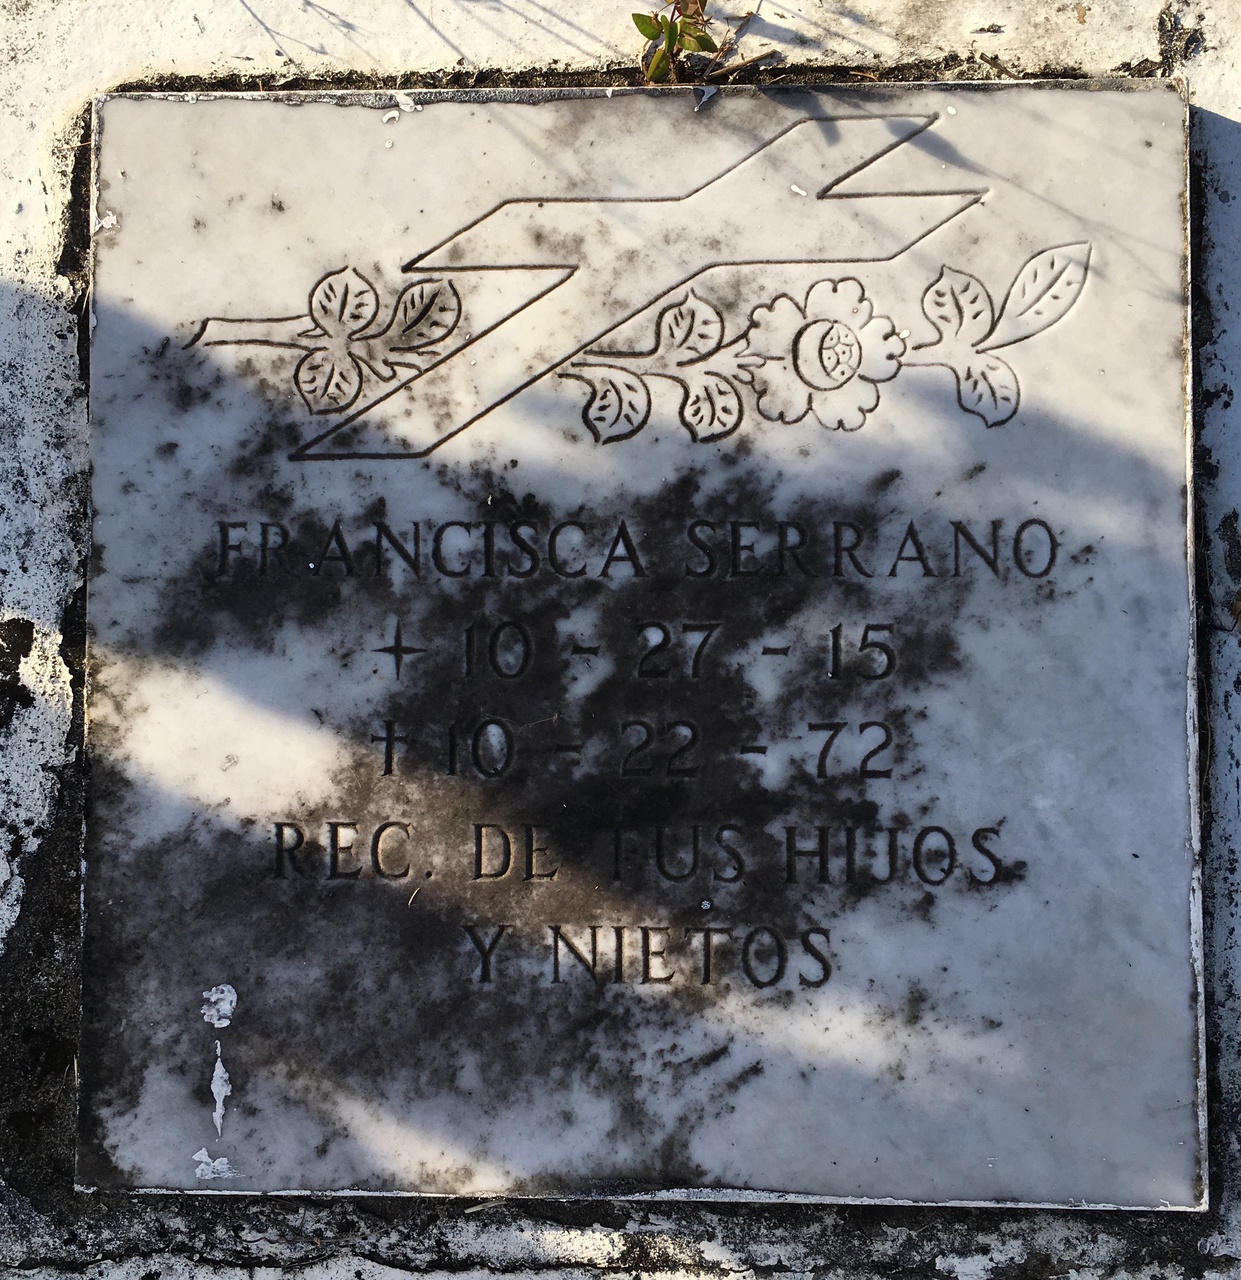 FRANCISCA SERRANO
✦ 10 - 27 - 15
† 10 - 22 - 72
REC. DE TUS HIJOS
Y NIETOS